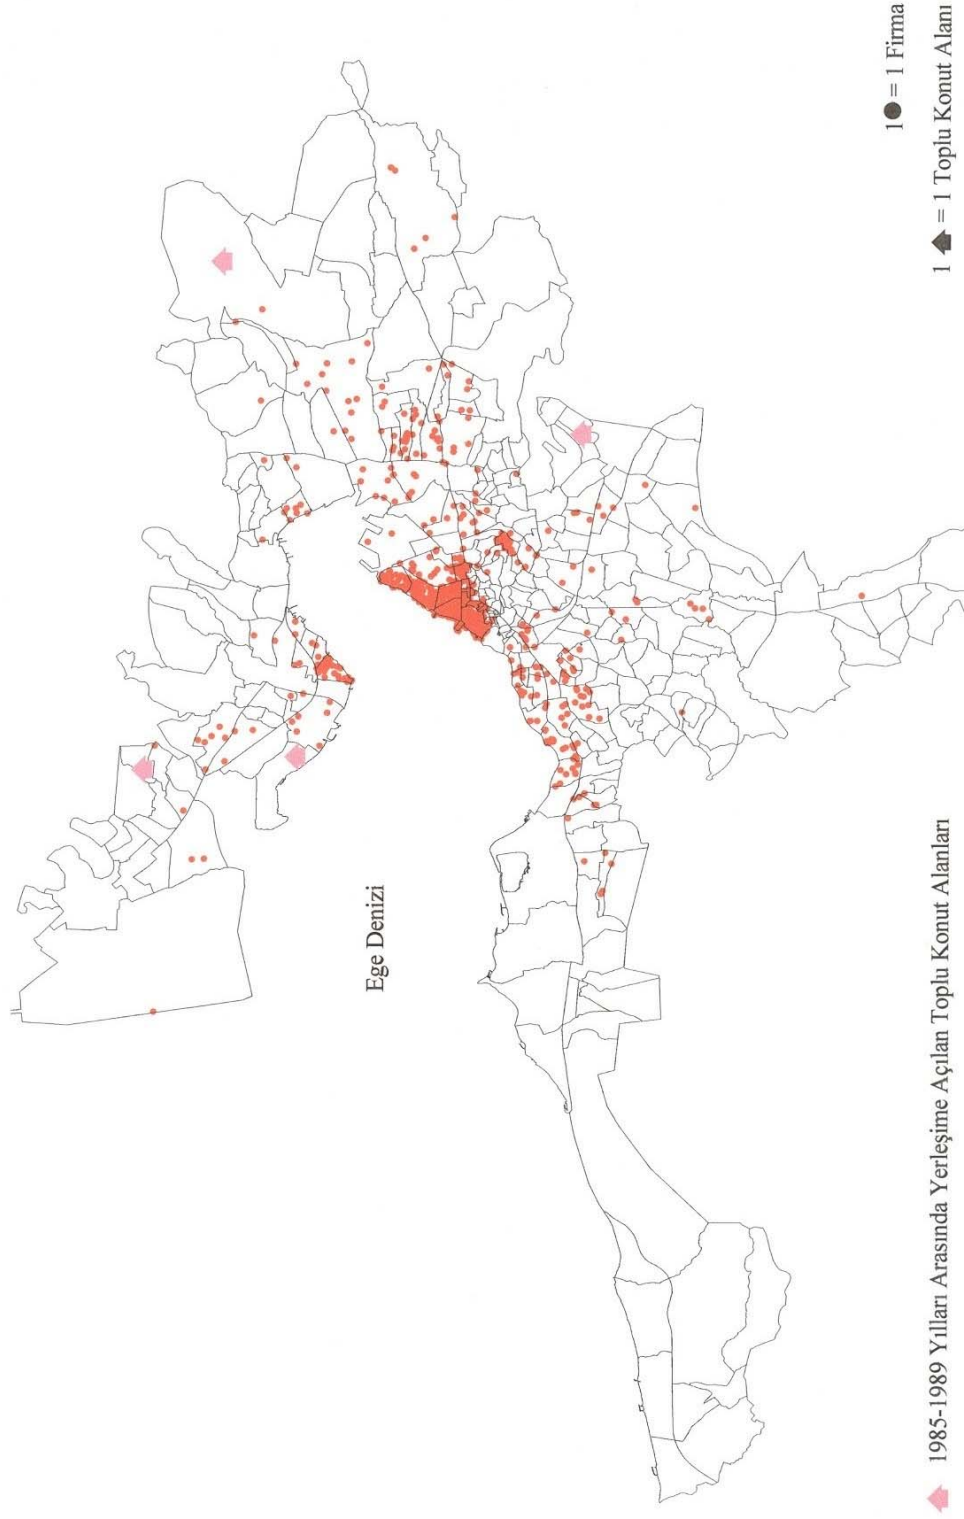 Ege Denizi
1985-1989 Yılları Arasında Yerleşime Açılan Toplu Konut Alanları
1 = 1 Firma
1 = 1 Toplu Konut Alanı